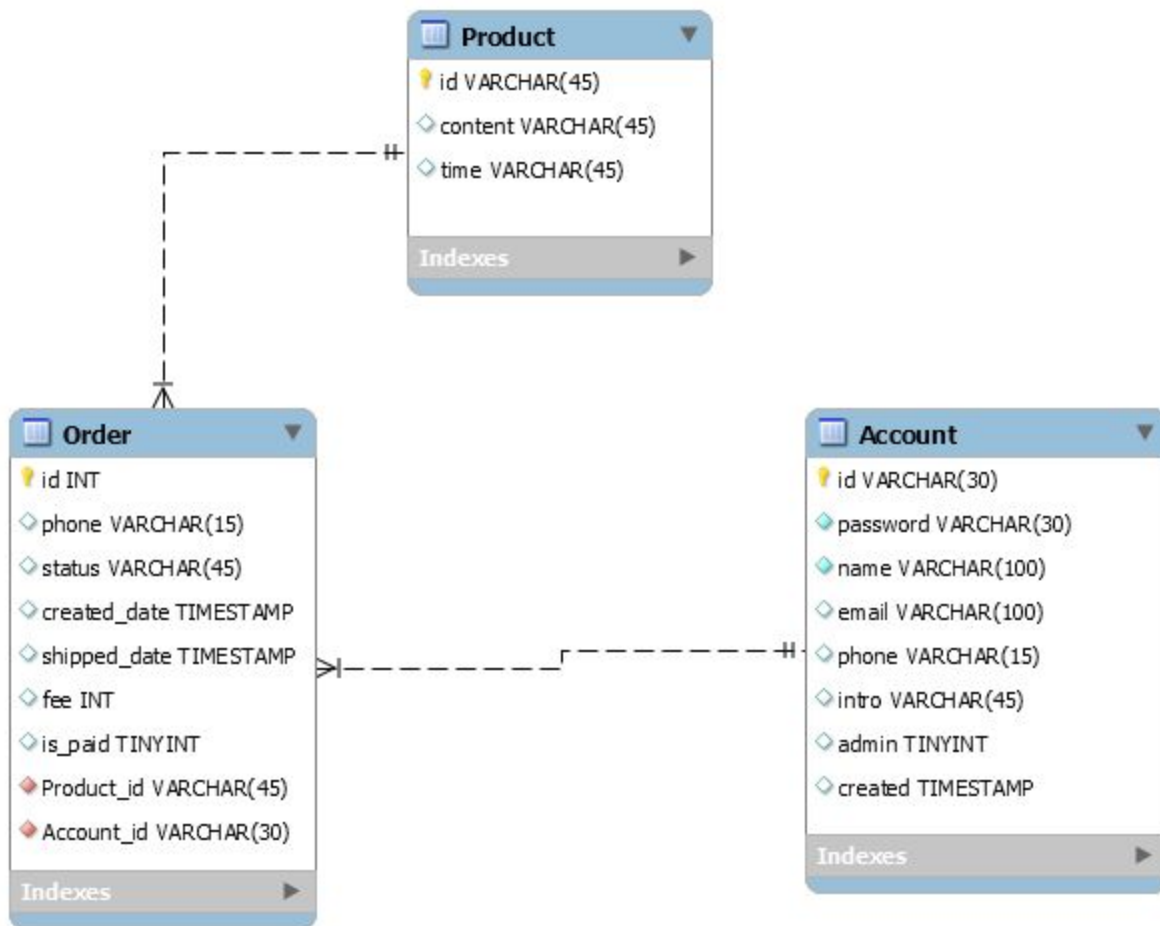 Product
id VARCHAR(45)
content VARCHAR(45)
time VARCHAR(45)
Indexes
Order
id INT
phone VARCHAR(15)
status VARCHAR(45)
created_date TIMESTAMP
shipped_date TIMESTAMP
fee INT
is_paid TINYINT
Product_id VARCHAR(45)
Account_id VARCHAR(30)
Indexes
Account
id VARCHAR(30)
password VARCHAR(30)
name VARCHAR(100)
email VARCHAR(100)
phone VARCHAR(15)
intro VARCHAR(45)
admin TINYINT
created TIMESTAMP
Indexes